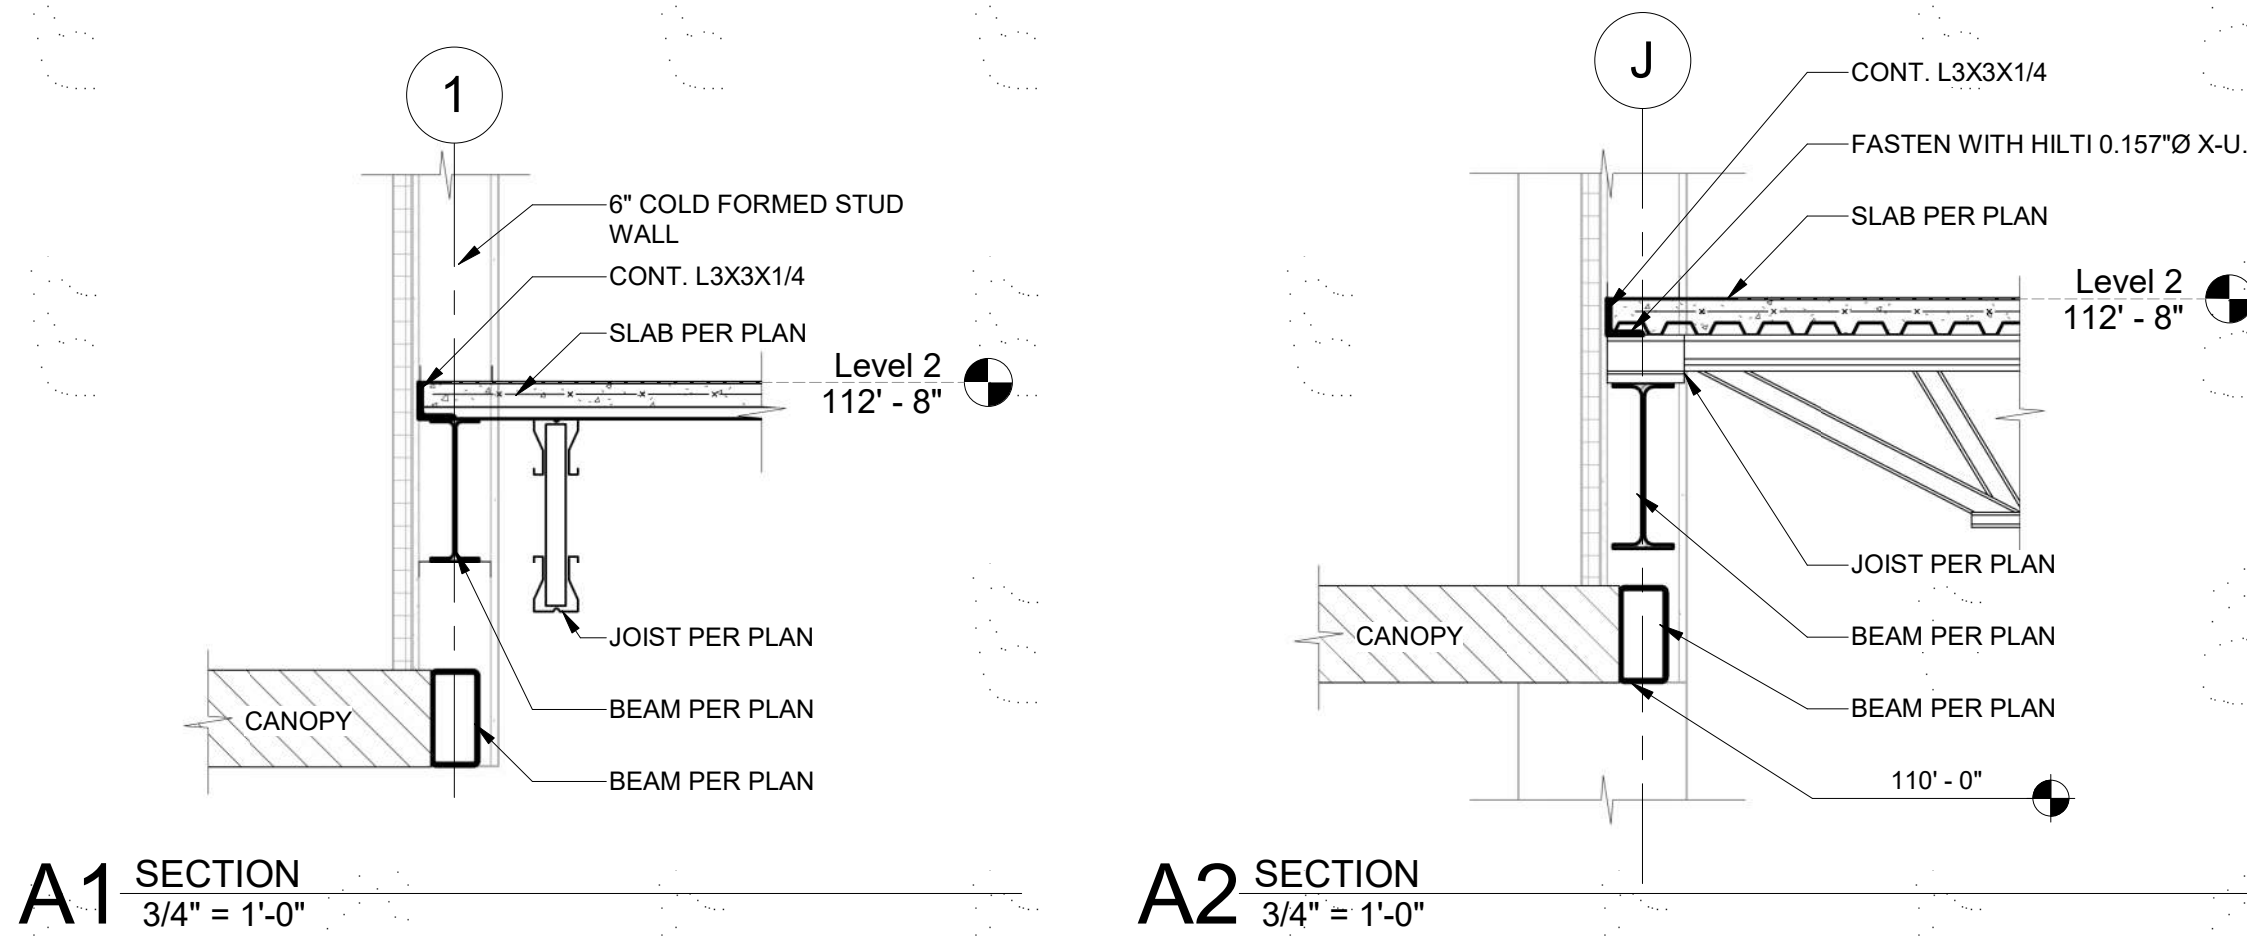 1
6" COLD FORMED STUD
WALL
CONT. L3X3X1/4
SLAB PER PLAN
Level 2
112' - 8"
JOIST PER PLAN
BEAM PER PLAN
BEAM PER PLAN
CANOPY
A1 SECTION
3/4" = 1'-0"
J
CONT. L3X3X1/4
FASTEN WITH HILTI 0.157"Ø X-U.
SLAB PER PLAN
Level 2
112' - 8"
JOIST PER PLAN
BEAM PER PLAN
BEAM PER PLAN
CANOPY
110' - 0"
A2 SECTION
3/4" = 1'-0"